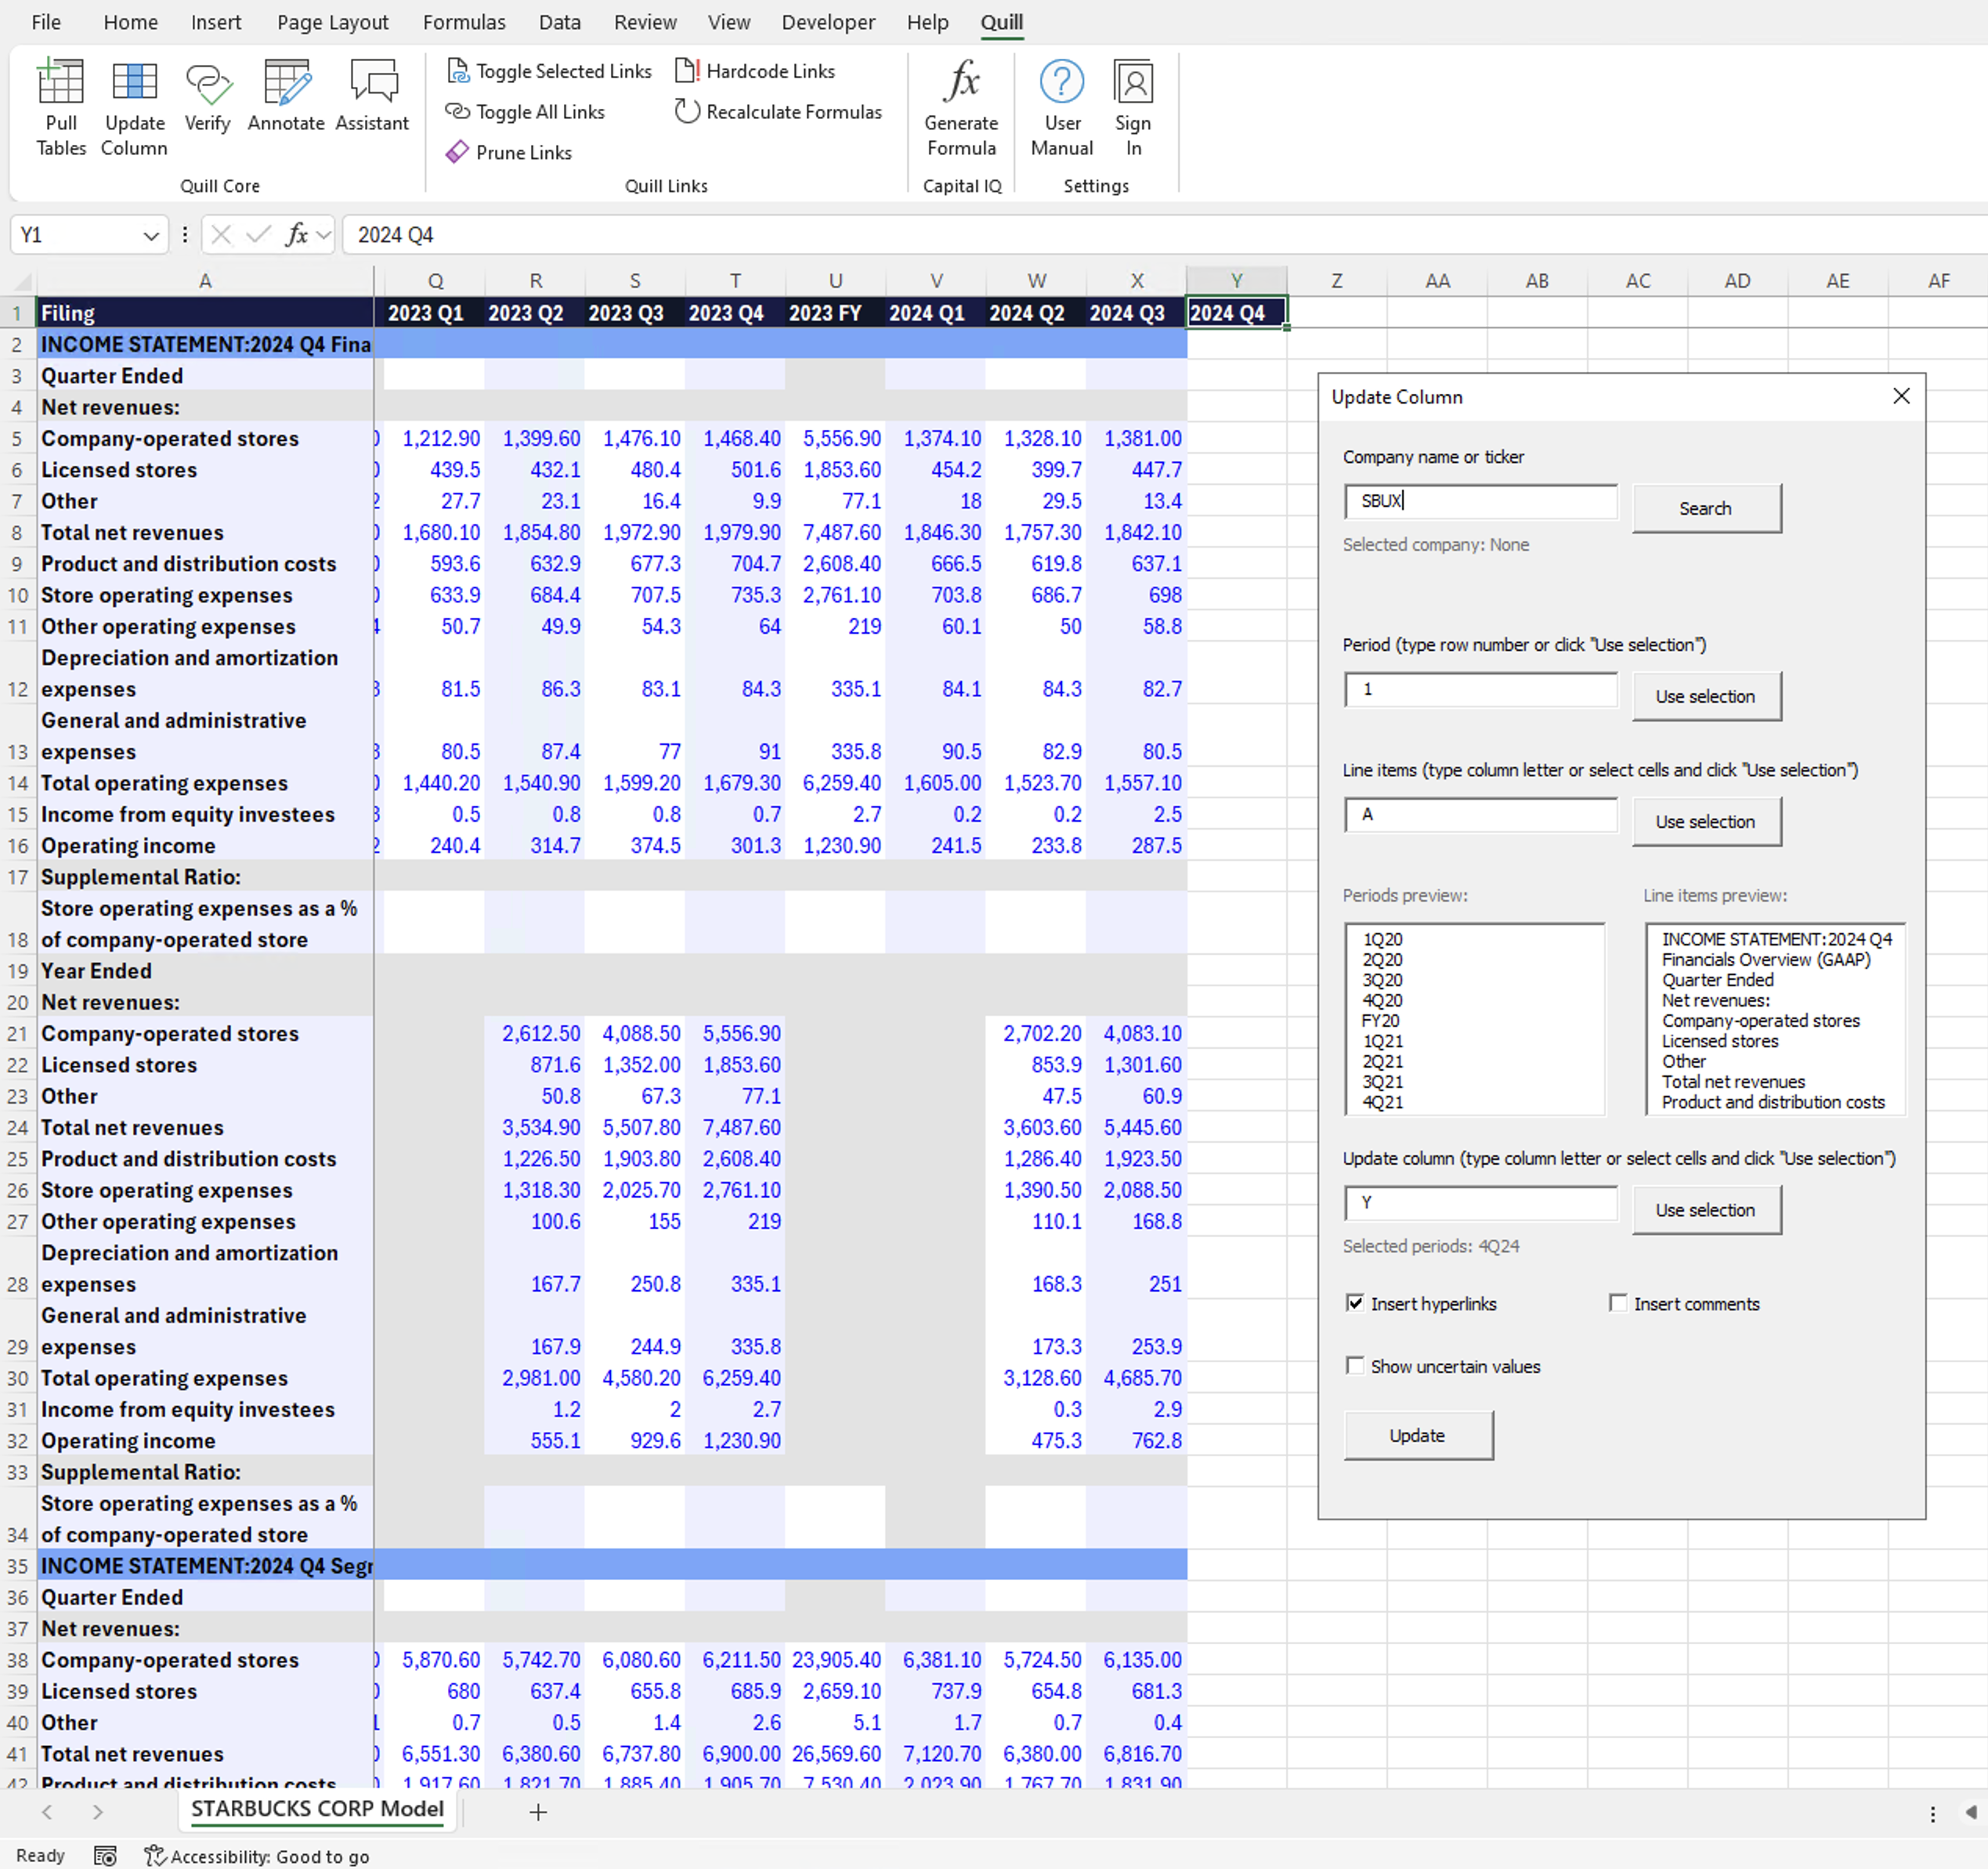 File Home Insert Page Layout Formulas Data Review View Developer Help Quill
Pull Tables
Update Column
Verify
Annotate
Assistant
Quill Core
Toggle Selected Links
Toggle All Links
Prune Links
Hardcode Links
Recalculate Formulas
Quill Links
fx
Generate Formula
Capital IQ
User Manual
Sign In
Settings
Y1 fx 2024 Q4
A Q R S T U V W X Y Z AA AB AC AD AE AF
1 Filing 2023 Q1 2023 Q2 2023 Q3 2023 Q4 2023 FY 2024 Q1 2024 Q2 2024 Q3 2024 Q4
2 INCOME STATEMENT:2024 Q4 Fina
3 Quarter Ended
4 Net revenues:
5 Company-operated stores 1,212.90 1,399.60 1,476.10 1,468.40 5,556.90 1,374.10 1,328.10 1,381.00
6 Licensed stores 439.5 432.1 480.4 501.6 1,853.60 454.2 399.7 447.7
7 Other 27.7 23.1 16.4 9.9 77.1 18 29.5 13.4
8 Total net revenues 1,680.10 1,854.80 1,972.90 1,979.90 7,487.60 1,846.30 1,757.30 1,842.10
9 Product and distribution costs 593.6 632.9 677.3 704.7 2,608.40 666.5 619.8 637.1
10 Store operating expenses 633.9 684.4 707.5 735.3 2,761.10 703.8 686.7 698
11 Other operating expenses 50.7 49.9 54.3 64 219 60.1 50 58.8
Depreciation and amortization
12 expenses 81.5 86.3 83.1 84.3 335.1 84.1 84.3 82.7
General and administrative
13 expenses 80.5 87.4 77 91 335.8 90.5 82.9 80.5
14 Total operating expenses 1,440.20 1,540.90 1,599.20 1,679.30 6,259.40 1,605.00 1,523.70 1,557.10
15 Income from equity investees 0.5 0.8 0.8 0.7 2.7 0.2 0.2 2.5
16 Operating income 240.4 314.7 374.5 301.3 1,230.90 241.5 233.8 287.5
17 Supplemental Ratio:
Store operating expenses as a %
18 of company-operated store
19 Year Ended
20 Net revenues:
21 Company-operated stores 2,612.50 4,088.50 5,556.90 2,702.20 4,083.10
22 Licensed stores 871.6 1,352.00 1,853.60 853.9 1,301.60
23 Other 50.8 67.3 77.1 47.5 60.9
24 Total net revenues 3,534.90 5,507.80 7,487.60 3,603.60 5,445.60
25 Product and distribution costs 1,226.50 1,903.80 2,608.40 1,286.40 1,923.50
26 Store operating expenses 1,318.30 2,025.70 2,761.10 1,390.50 2,088.50
27 Other operating expenses 100.6 155 219 110.1 168.8
Depreciation and amortization
28 expenses 167.7 250.8 335.1 168.3 251
General and administrative
29 expenses 167.9 244.9 335.8 173.3 253.9
30 Total operating expenses 2,981.00 4,580.20 6,259.40 3,128.60 4,685.70
31 Income from equity investees 1.2 2 2.7 0.3 2.9
32 Operating income 555.1 929.6 1,230.90 475.3 762.8
33 Supplemental Ratio:
Store operating expenses as a %
34 of company-operated store
35 INCOME STATEMENT:2024 Q4 Segr
36 Quarter Ended
37 Net revenues:
38 Company-operated stores 5,870.60 5,742.70 6,080.60 6,211.50 23,905.40 6,381.10 5,724.50 6,135.00
39 Licensed stores 680 637.4 655.8 685.9 2,659.10 737.9 654.8 681.3
40 Other 0.7 0.5 1.4 2.6 5.1 1.7 0.7 0.4
41 Total net revenues 6,551.30 6,380.60 6,737.80 6,900.00 26,569.60 7,120.70 6,380.00 6,816.70
42 Product and distribution costs 1,917.60 1,821.70 1,885.40 1,905.70 7,530.40 2,023.90 1,767.70 1,831.90
Update Column
Company name or ticker
SBUX
Search
Selected company: None
Period (type row number or click "Use selection")
1
Use selection
Line items (type column letter or select cells and click "Use selection")
A
Use selection
Periods preview:
1Q20
2Q20
3Q20
4Q20
FY20
1Q21
2Q21
3Q21
4Q21
Line items preview:
INCOME STATEMENT:2024 Q4
Financials Overview (GAAP)
Quarter Ended
Net revenues:
Company-operated stores
Licensed stores
Other
Total net revenues
Product and distribution costs
Update column (type column letter or select cells and click "Use selection")
Y
Use selection
Selected periods: 4Q24
Insert hyperlinks
Insert comments
Show uncertain values
Update
STARBUCKS CORP Model
Ready Accessibility: Good to go